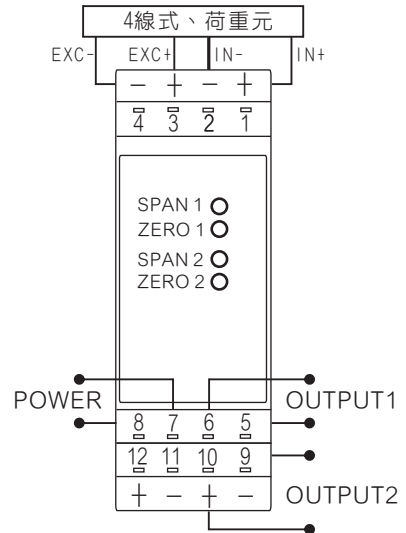 4線式、荷重元
EXC- EXC+ IN- IN+
− + − +
4 3 2 1
SPAN 1
ZERO 1
SPAN 2
ZERO 2
POWER OUTPUT1
8 7 6 5
12 11 10 9
+ − + −
OUTPUT2